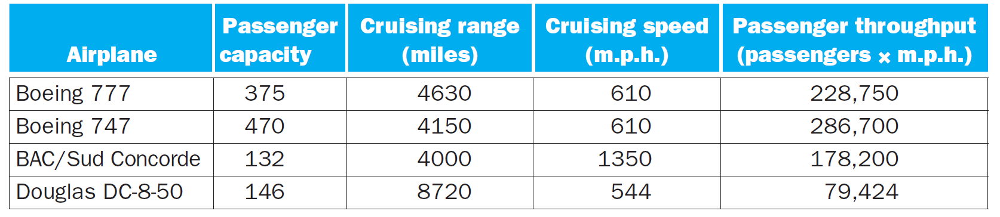 Airplane Passenger capacity Cruising range (miles) Cruising speed (m.p.h.) Passenger throughput (passengers × m.p.h.)
Boeing 777 375 4630 610 228,750
Boeing 747 470 4150 610 286,700
BAC/Sud Concorde 132 4000 1350 178,200
Douglas DC-8-50 146 8720 544 79,424